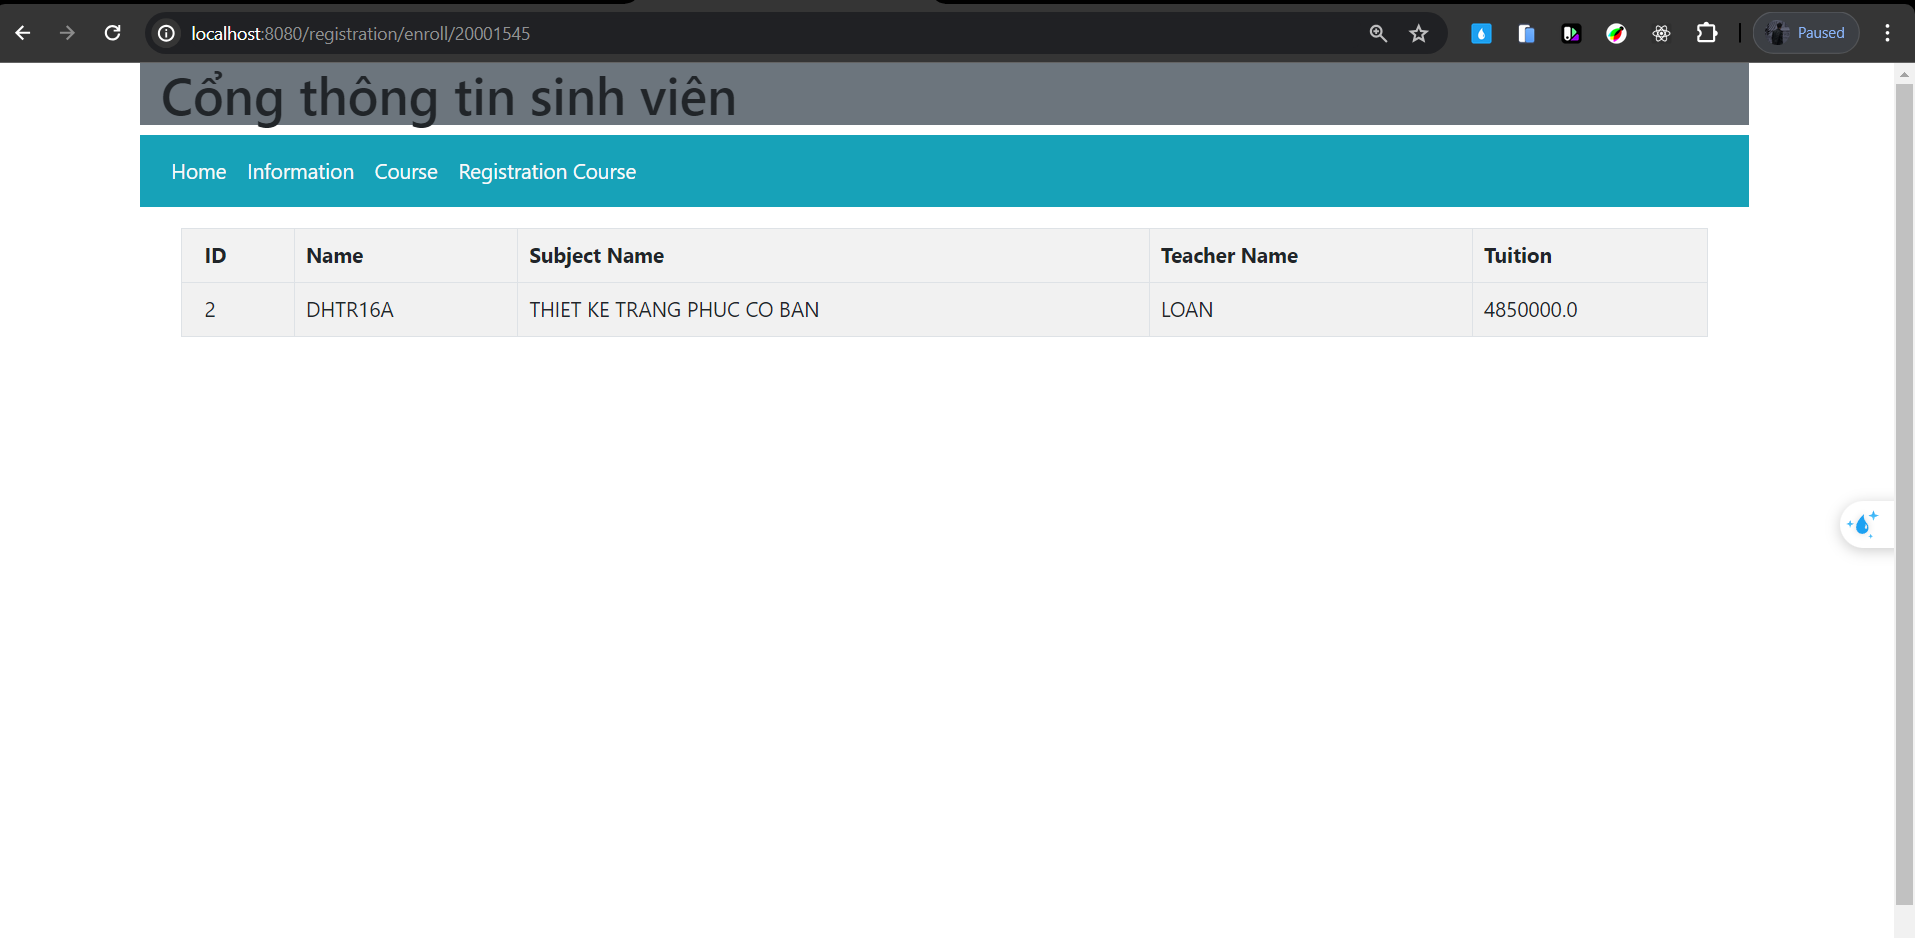 localhost:8080/registration/enroll/20001545
Paused
Cổng thông tin sinh viên
Home Information Course Registration Course
ID Name Subject Name Teacher Name Tuition
2 DHTR16A THIET KE TRANG PHUC CO BAN LOAN 4850000.0